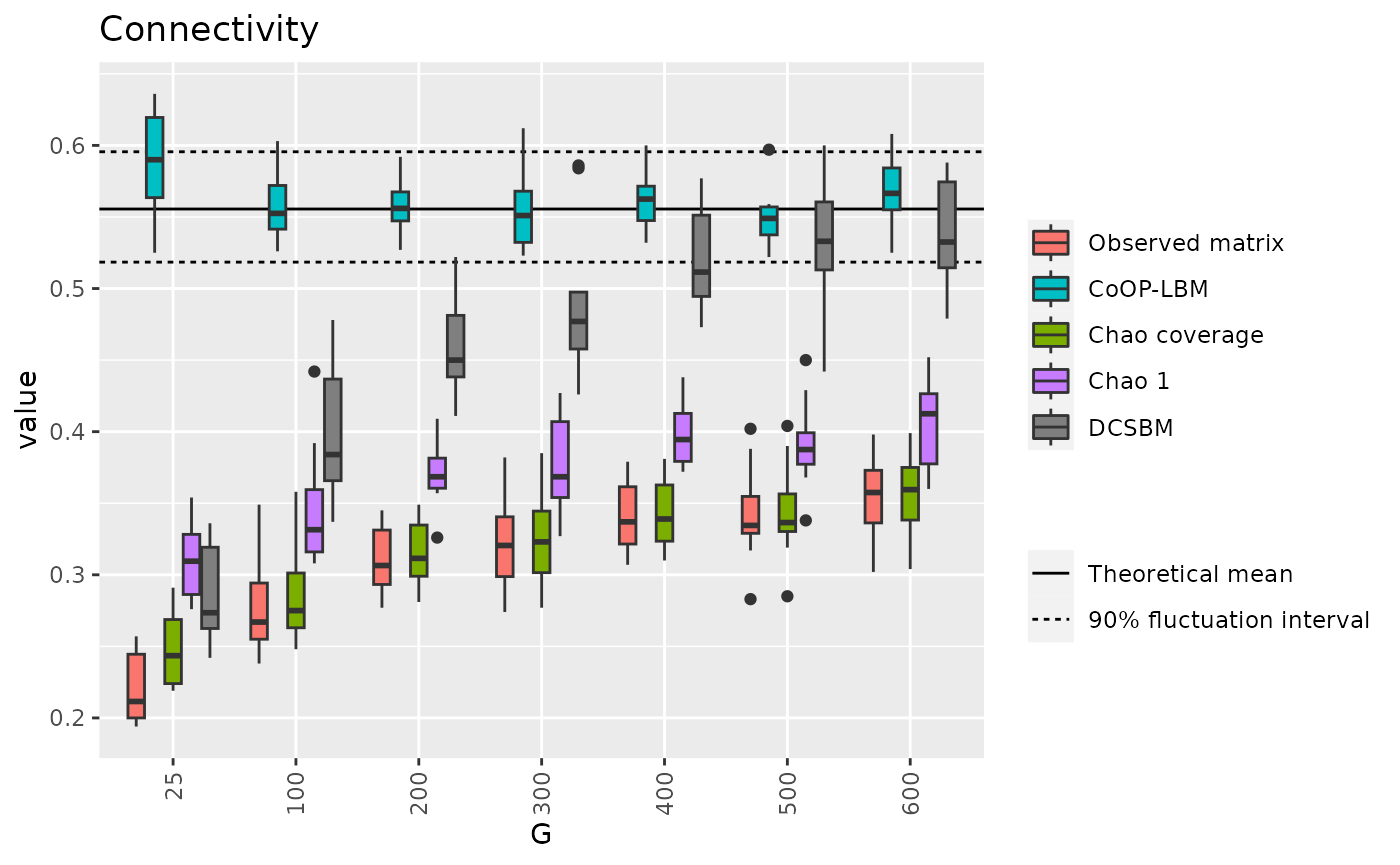 Connectivity
value
0.6
0.5
0.4
0.3
0.2
25
100
200
300
400
500
600
G
Observed matrix
CoOP-LBM
Chao coverage
Chao 1
DCSBM
Theoretical mean
90% fluctuation interval